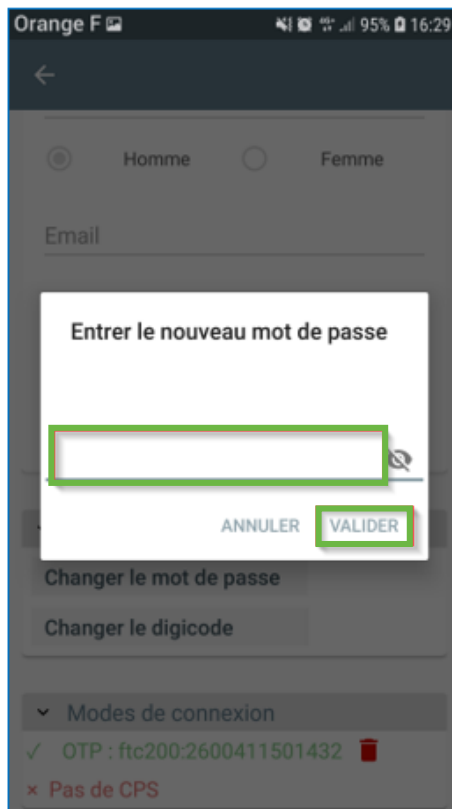 Orange F 95% 16:29
Homme Femme
Email
Entrer le nouveau mot de passe
ANNULER VALIDER
Changer le mot de passe
Changer le digicode
Modes de connexion
✓ OTP : ftc200:2600411501432
× Pas de CPS